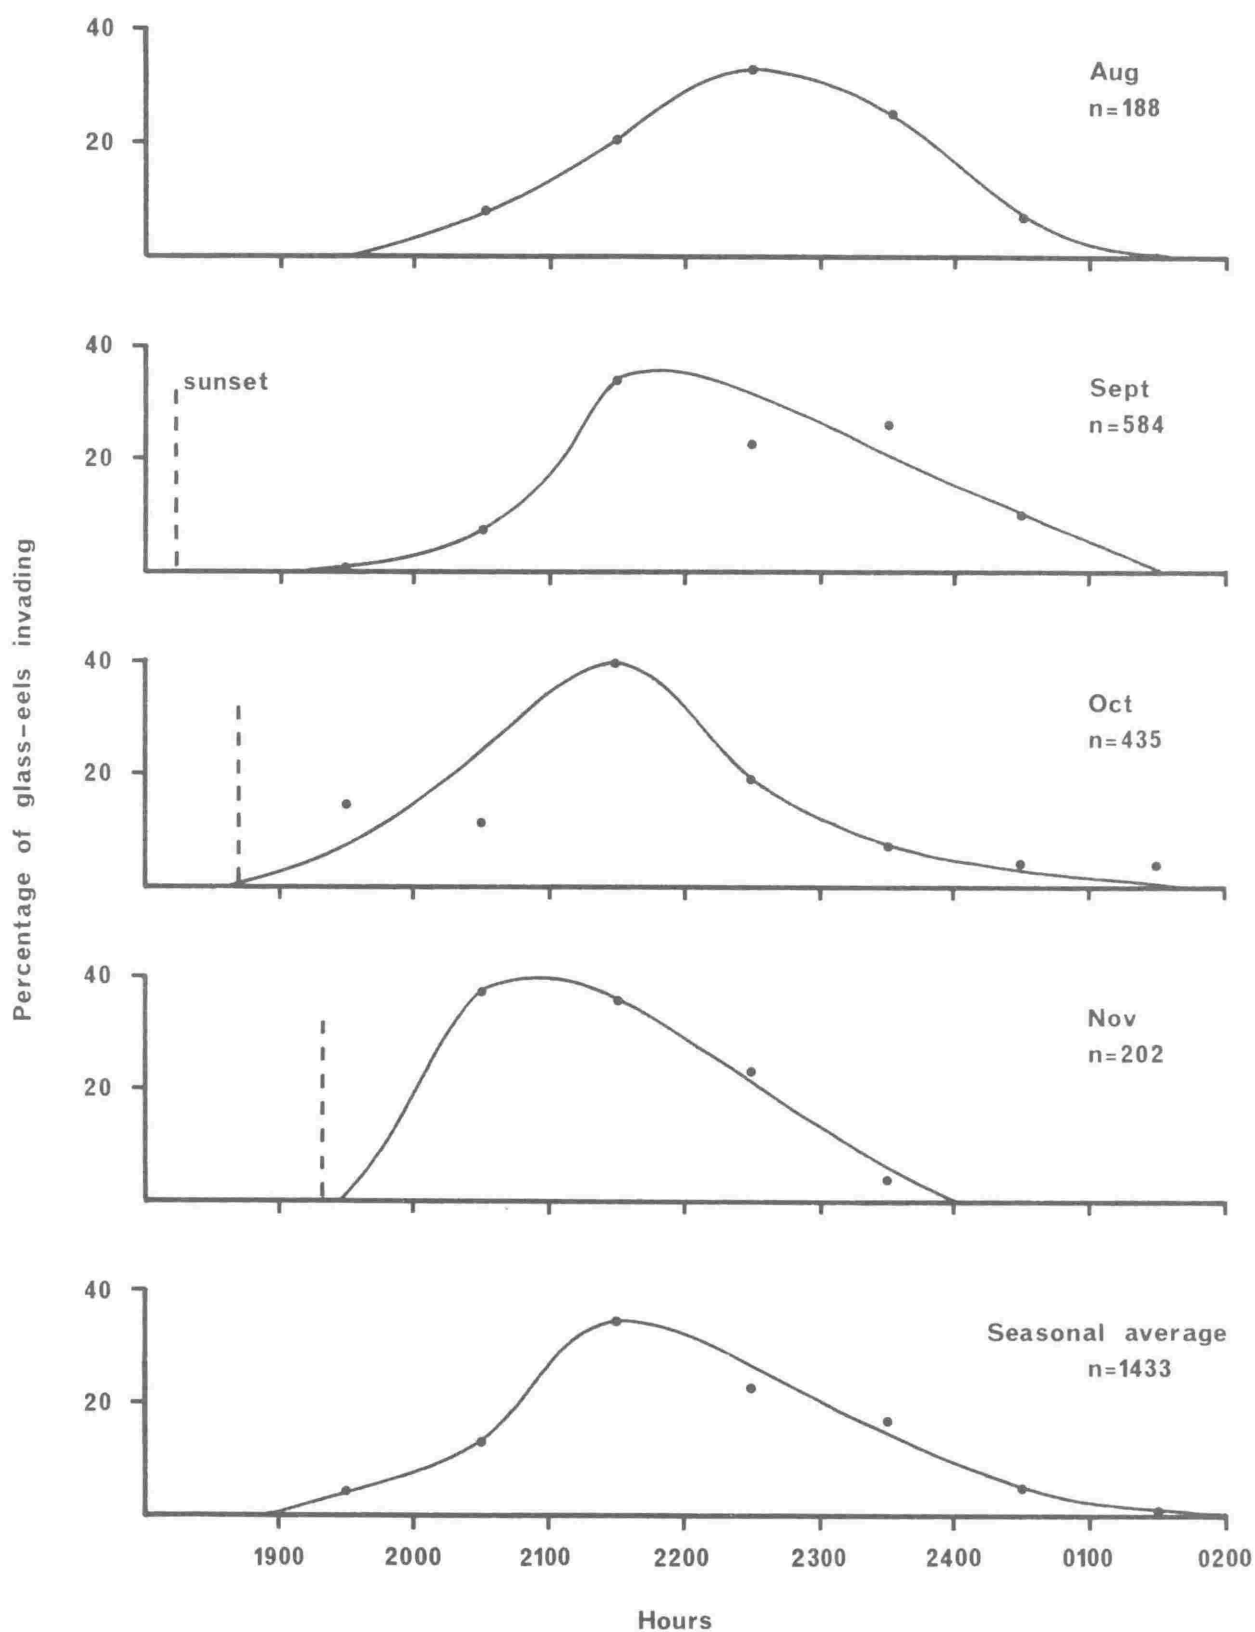 Percentage of glass-eels invading
40
20
Aug
n=188
40
20
sunset
Sept
n=584
40
20
Oct
n=435
40
20
Nov
n=202
40
20
Seasonal average
n=1433
1900 2000 2100 2200 2300 2400 0100 0200
Hours